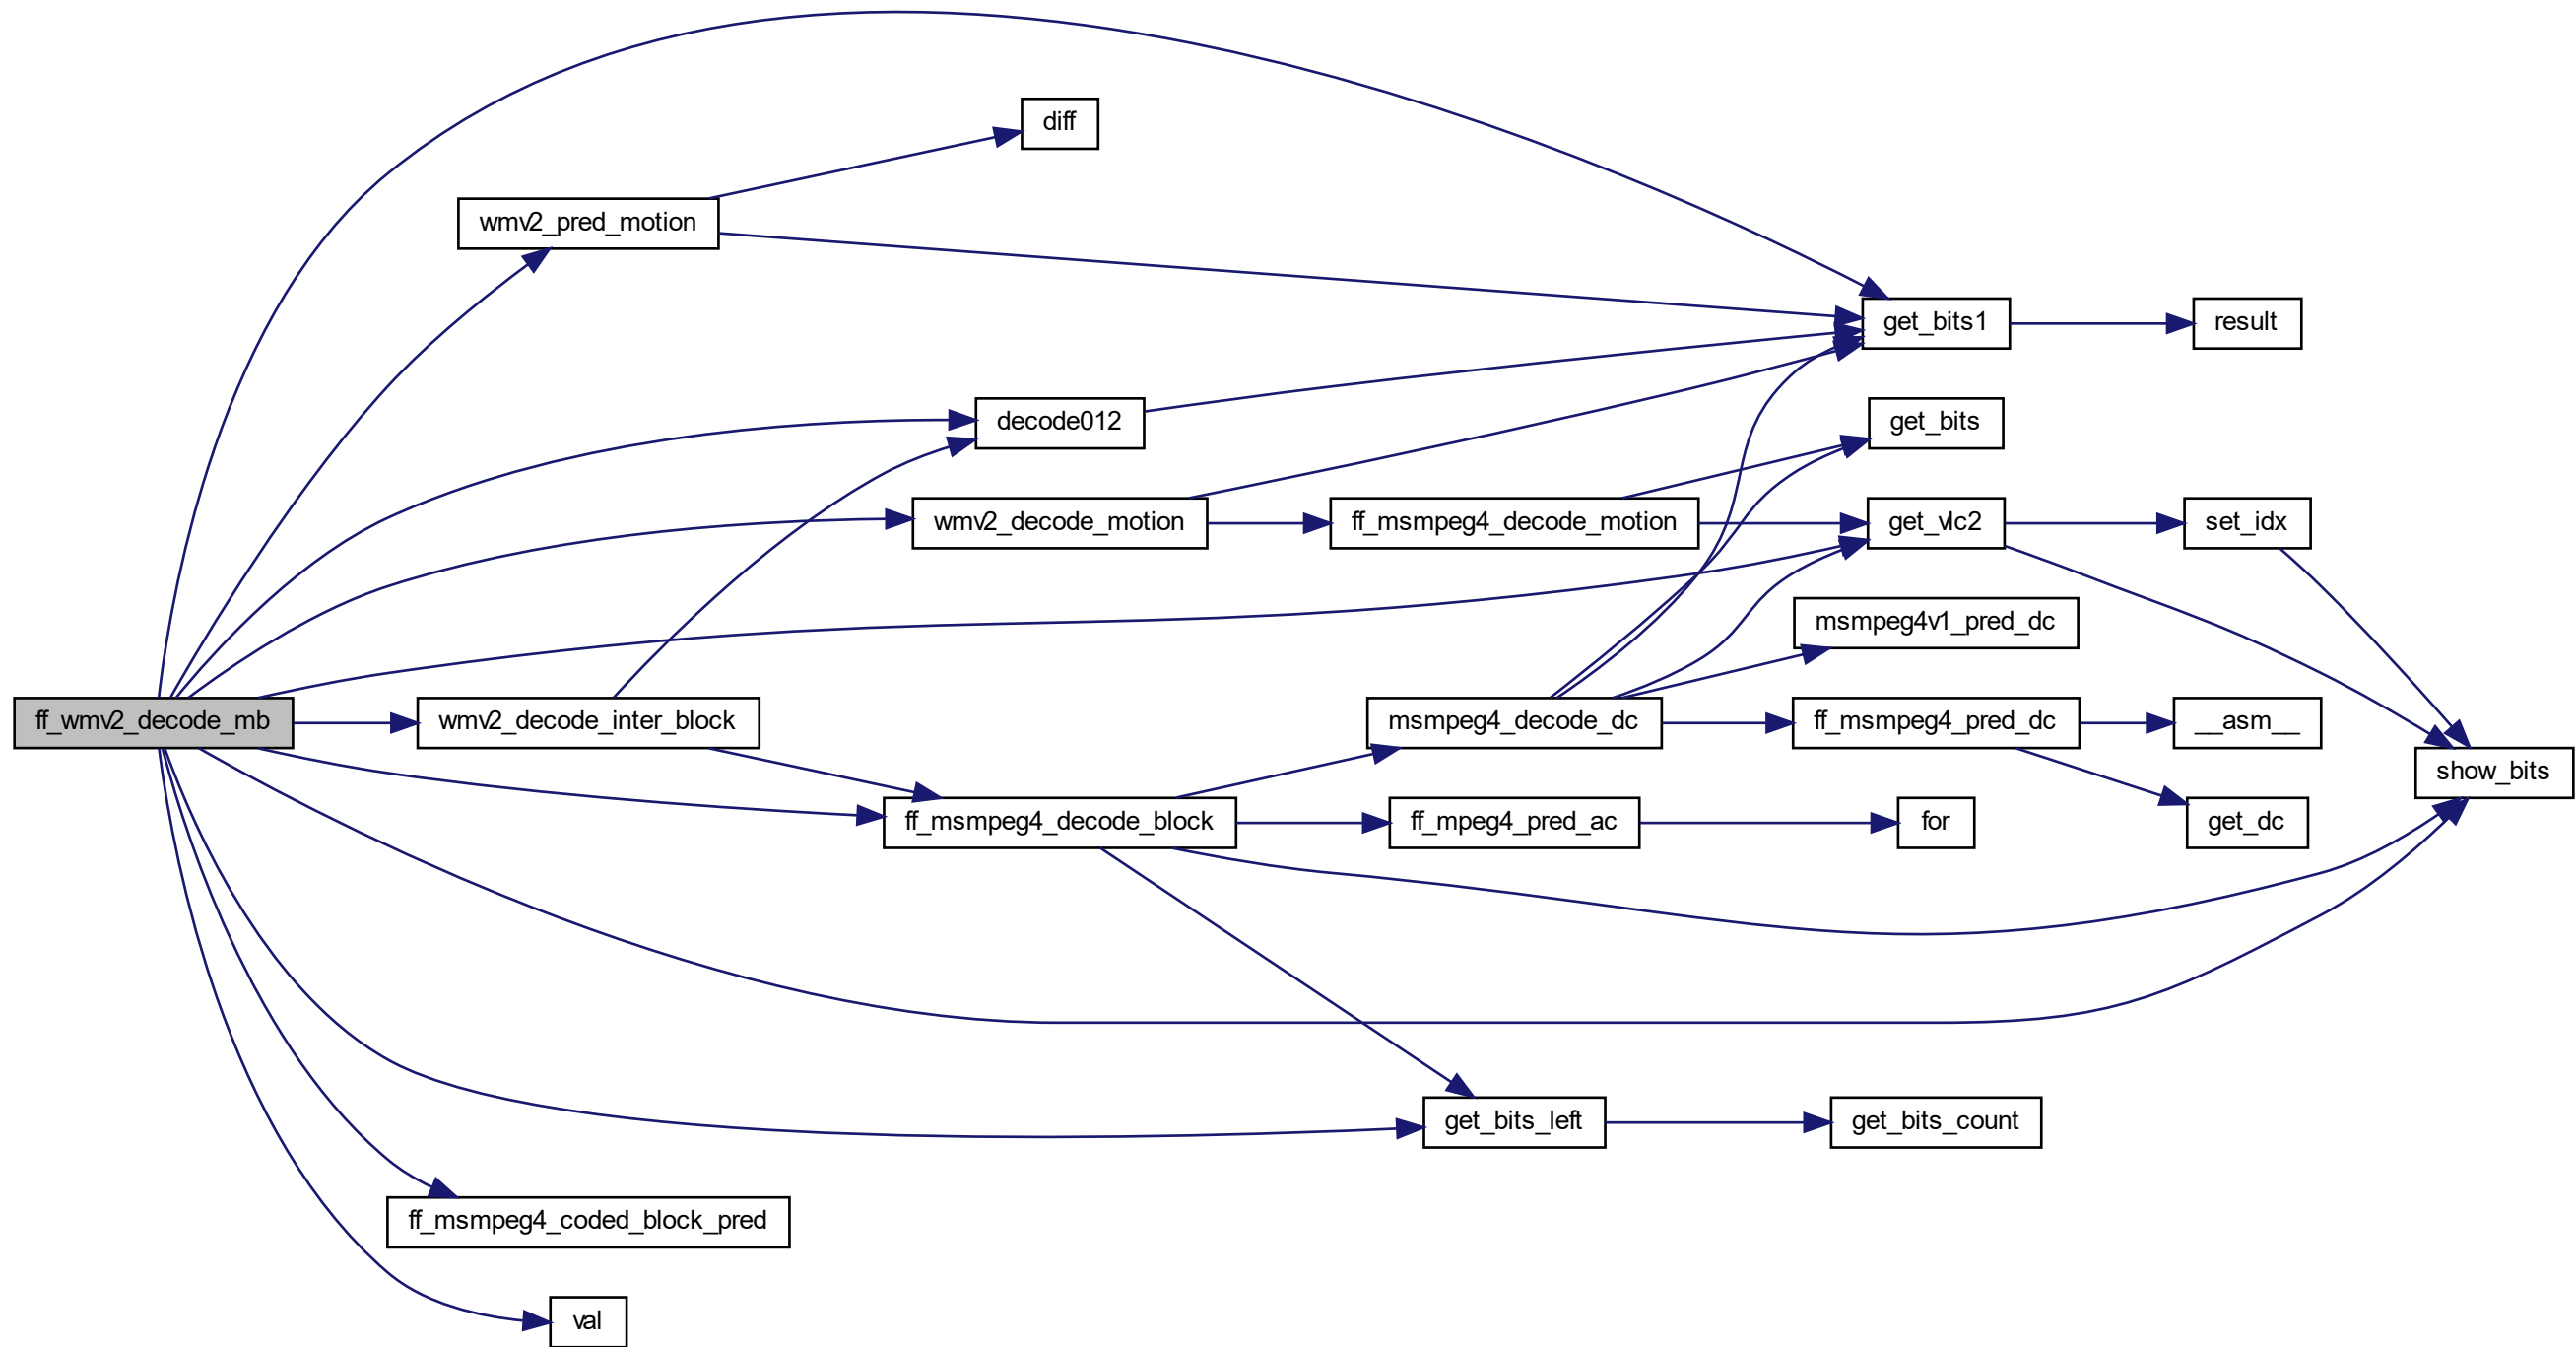 diff
wmv2_pred_motion
get_bits1
result
decode012
get_bits
wmv2_decode_motion
ff_msmpeg4_decode_motion
get_vlc2
set_idx
msmpeg4v1_pred_dc
ff_wmv2_decode_mb
wmv2_decode_inter_block
msmpeg4_decode_dc
ff_msmpeg4_pred_dc
__asm__
show_bits
ff_msmpeg4_decode_block
ff_mpeg4_pred_ac
for
get_dc
get_bits_left
get_bits_count
ff_msmpeg4_coded_block_pred
val